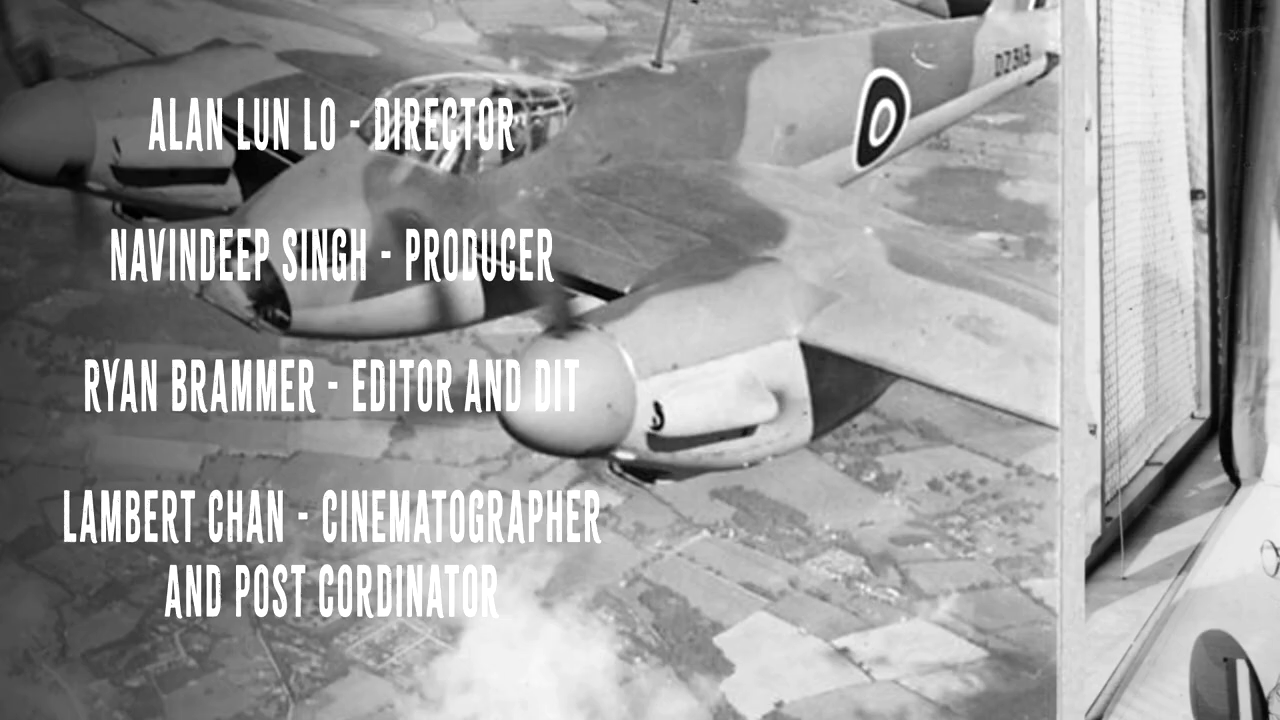 ALAN LUN LO - DIRECTOR
DZ313
NAVINDEEP SINGH - PRODUCER
RYAN BRAMMER - EDITOR AND DIT
LAMBERT CHAN - CINEMATOGRAPHER
AND POST CORDINATOR